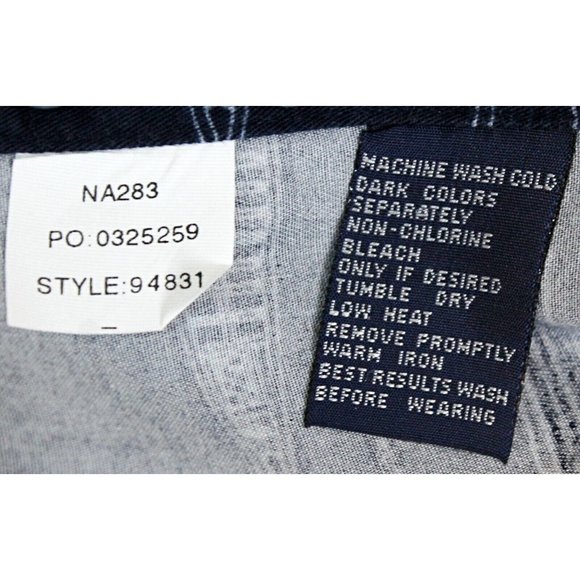 NA283
PO:0325259
STYLE:94831
MACHINE WASH COLD
DARK COLORS
SEPARATELY
NON-CHLORINE
BLEACH
ONLY IF DESIRED
TUMBLE DRY
LOW HEAT
REMOVE PROMPTLY
WARM IRON
BEST RESULTS WASH
BEFORE WEARING